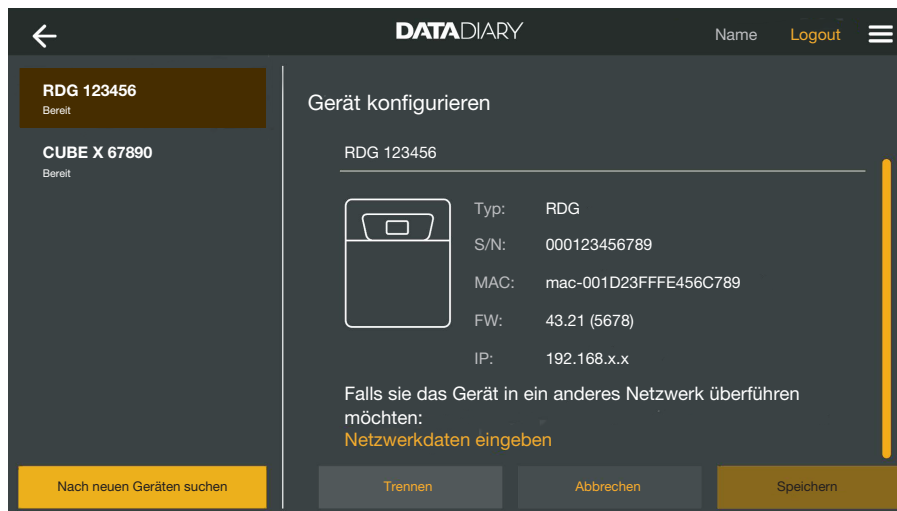 DATADIARY
Name
Logout
RDG 123456
Bereit
CUBE X 67890
Bereit
Nach neuen Geräten suchen
Gerät konfigurieren
RDG 123456
Typ: RDG
S/N: 000123456789
MAC: mac-001D23FFFE456C789
FW: 43.21 (5678)
IP: 192.168.x.x
Falls sie das Gerät in ein anderes Netzwerk überführen
möchten:
Netzwerkdaten eingeben
Trennen
Abbrechen
Speichern